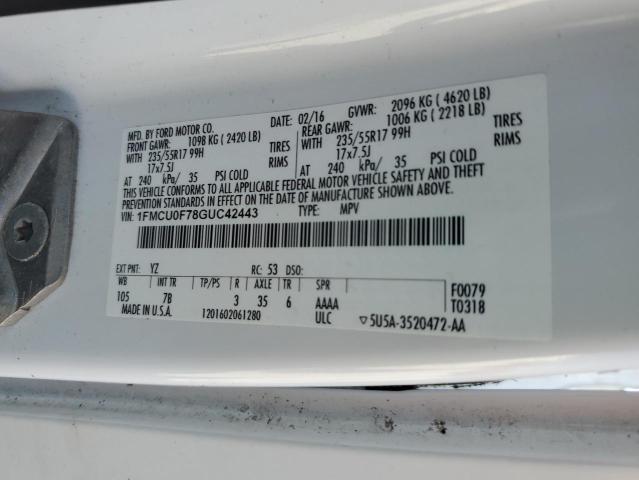 MFD. BY FORD MOTOR CO.
DATE: 02/16 GVWR: 2096 KG ( 4620 LB)
FRONT GAWR: 1098 KG ( 2420 LB)
REAR GAWR: 1006 KG ( 2218 LB)
WITH 235/55R17 99H TIRES
235/55R17 99H TIRES
17x7.5J RIMS
17x7.5J RIMS
AT 240 kPa/ 35 PSI COLD
AT 240 kPa/ 35 PSI COLD
THIS VEHICLE CONFORMS TO ALL APPLICABLE FEDERAL MOTOR VEHICLE SAFETY AND THEFT
PREVENTION STANDARDS IN EFFECT ON THE DATE OF MANUFACTURE SHOWN ABOVE.
VIN: 1FMCU0F78GUC42443 TYPE: MPV
EXT PNT: YZ RC: 53 DSO:
WB INT TR TP/PS R AXLE TR SPR F0079
105 7B 3 35 6 AAAA T0318
MADE IN U.S.A. 1201602061280 ULC ▽5U5A-3520472-AA